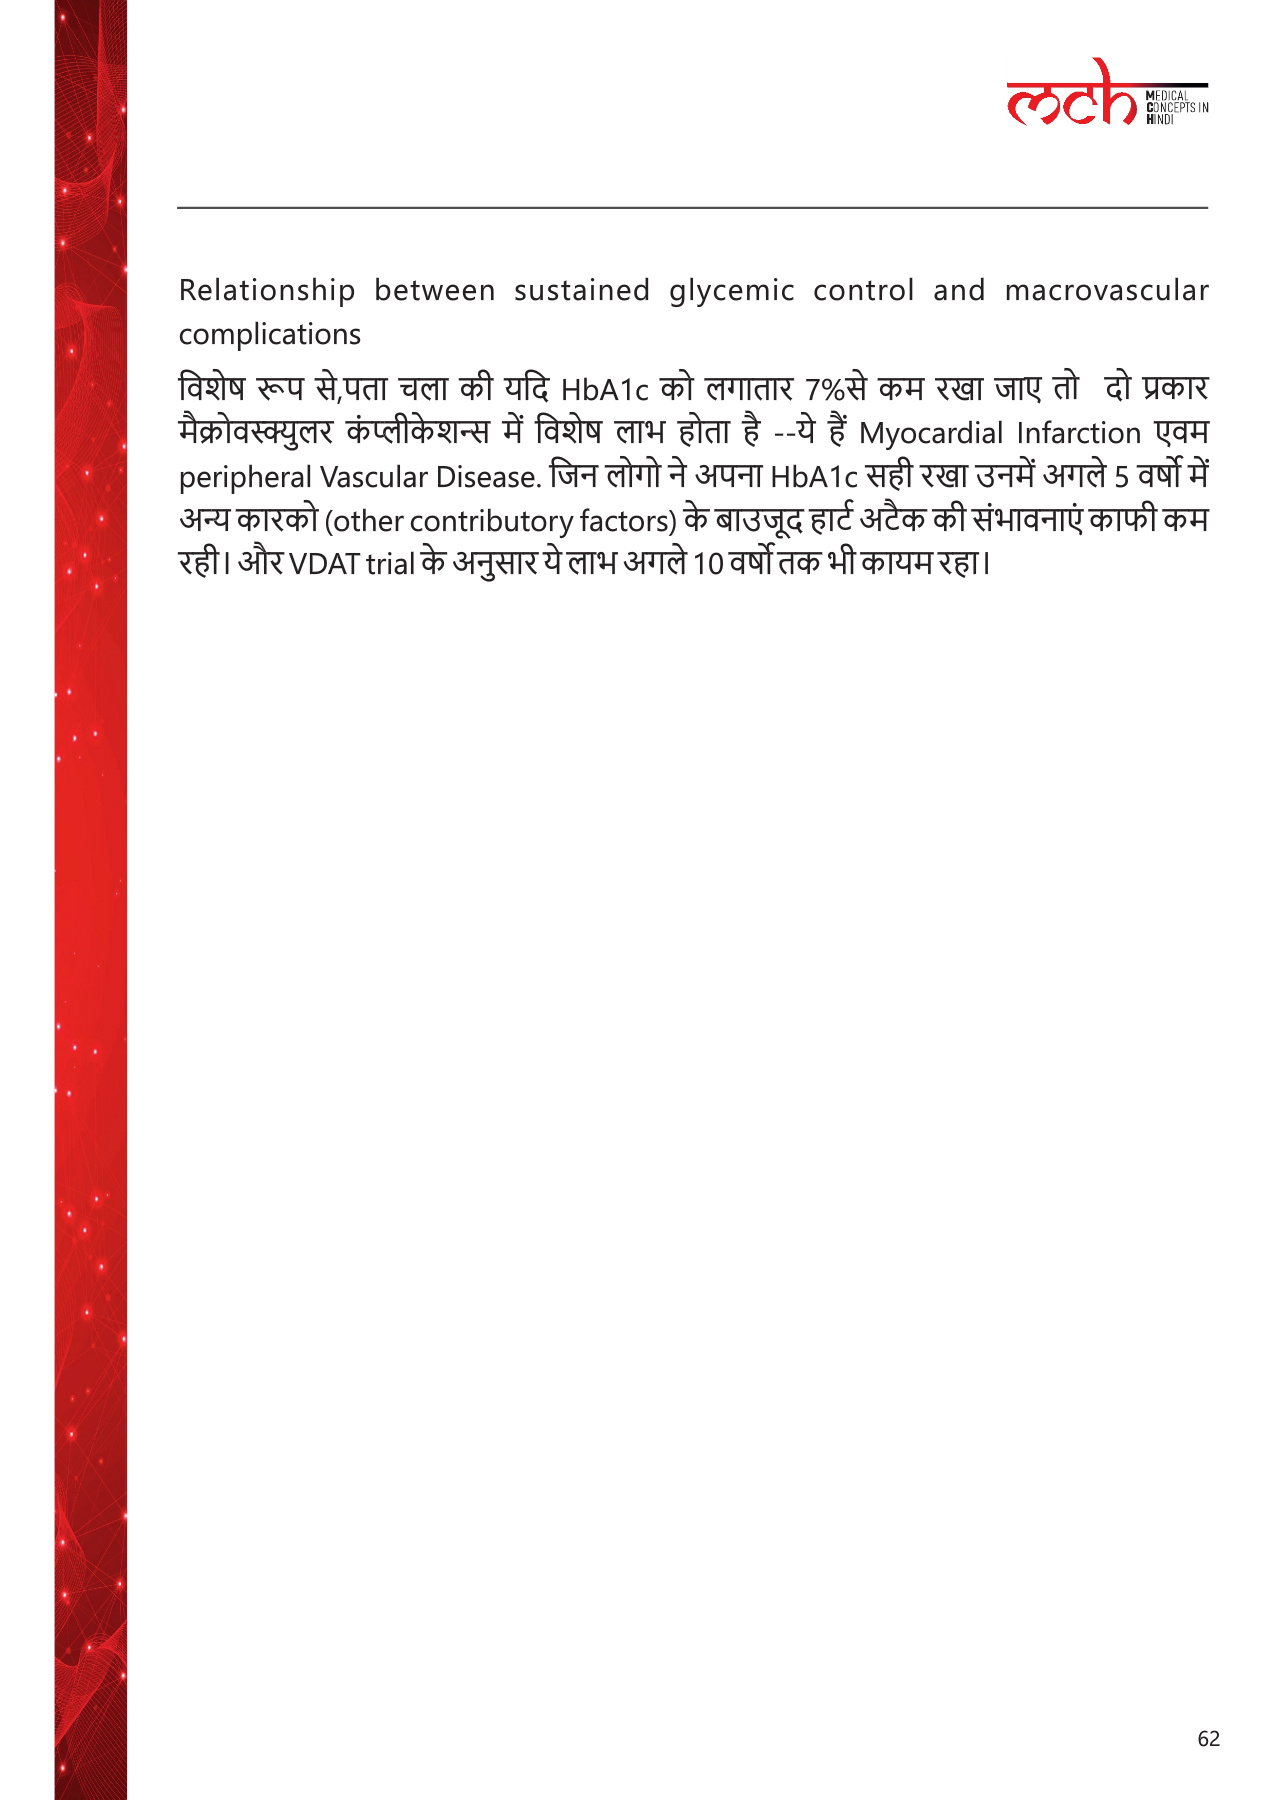 mch
MEDICAL
CONCEPTS IN
HINDI
Relationship between sustained glycemic control and macrovascular
complications
विशेष रूप से,पता चला की यदि HbA1c को लगातार 7%से कम रखा जाए तो दो प्रकार
मैक्रोवस्क्युलर कंप्लीकेशन्स में विशेष लाभ होता है --ये हैं Myocardial Infarction एवम
peripheral Vascular Disease. जिन लोगो ने अपना HbA1c सही रखा उनमें अगले 5 वर्षो में
अन्य कारको (other contributory factors) के बाउजूद हार्ट अटैक की संभावनाएं काफी कम
रही। और VDAT trial के अनुसार ये लाभ अगले 10 वर्षो तक भी कायम रहा।
62